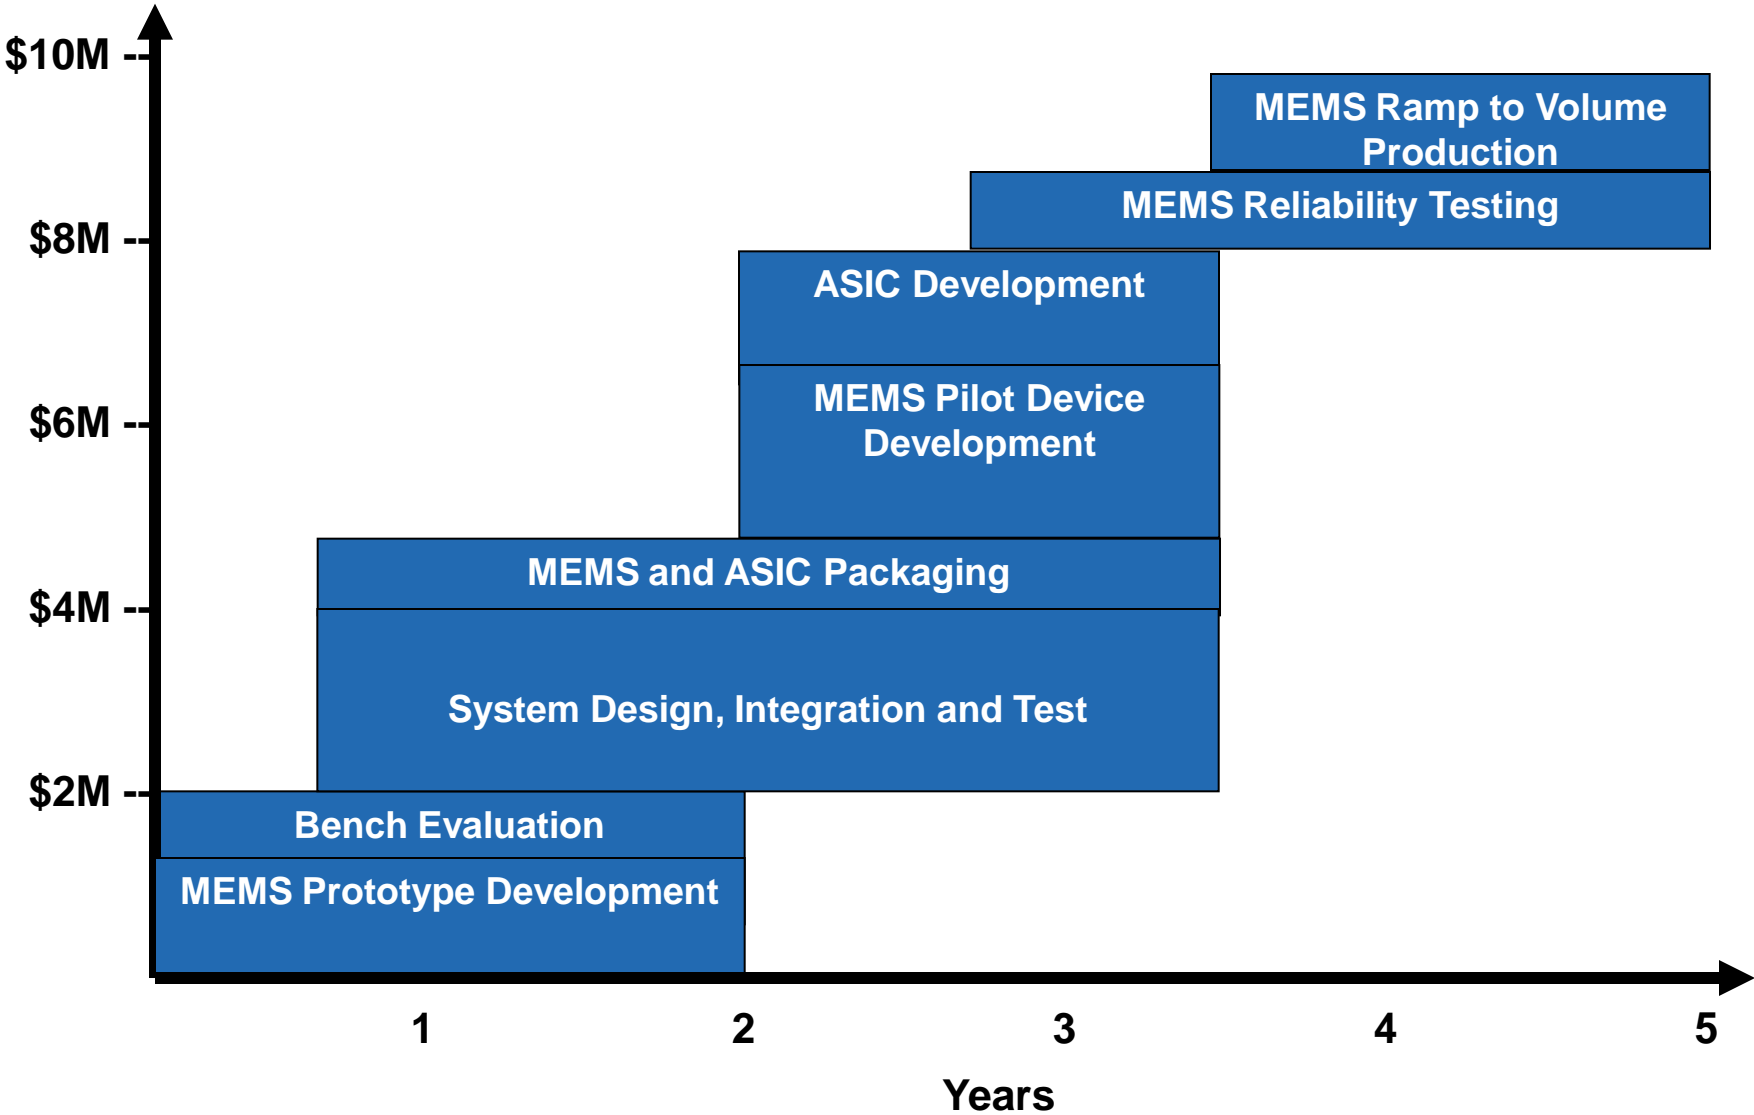 $10M --
MEMS Ramp to Volume
Production
MEMS Reliability Testing
$8M --
ASIC Development
MEMS Pilot Device
Development
$6M --
MEMS and ASIC Packaging
$4M --
System Design, Integration and Test
$2M --
Bench Evaluation
MEMS Prototype Development
1 2 3 4 5
Years